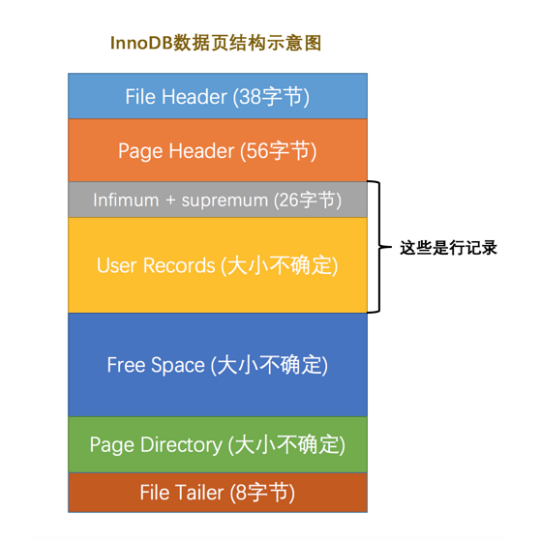 InnoDB数据页结构示意图
File Header (38字节)
Page Header (56字节)
Infimum + supremum (26字节)
User Records (大小不确定)
这些是行记录
Free Space (大小不确定)
Page Directory (大小不确定)
File Tailer (8字节)